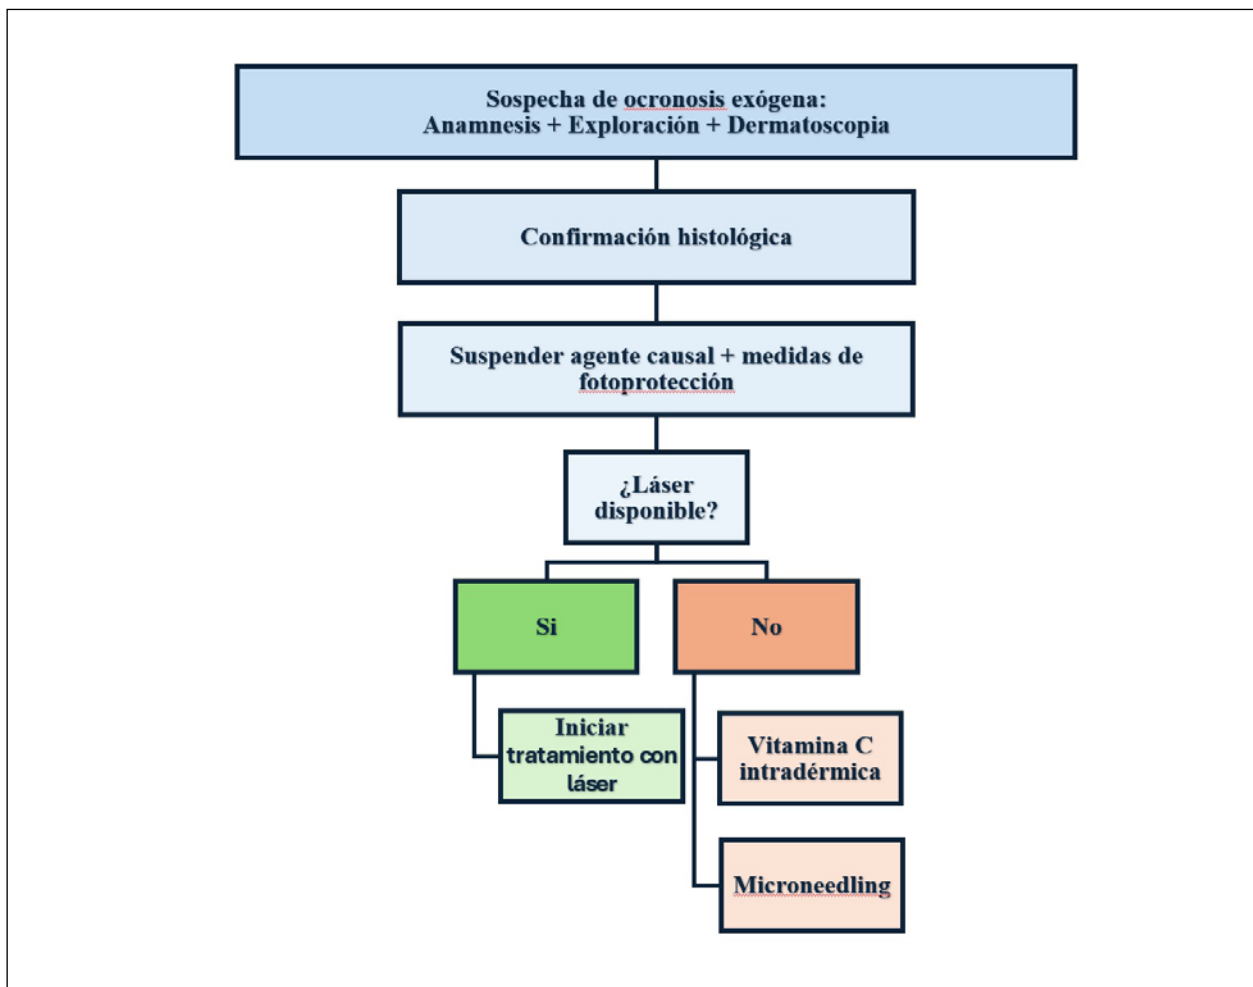 Sospecha de ocronosis exógena:
Anamnesis + Exploración + Dermatoscopia
Confirmación histológica
Suspender agente causal + medidas de
fotoprotección
¿Láser
disponible?
Si
No
Iniciar
tratamiento con
láser
Vitamina C
intradérmica
Microneedling